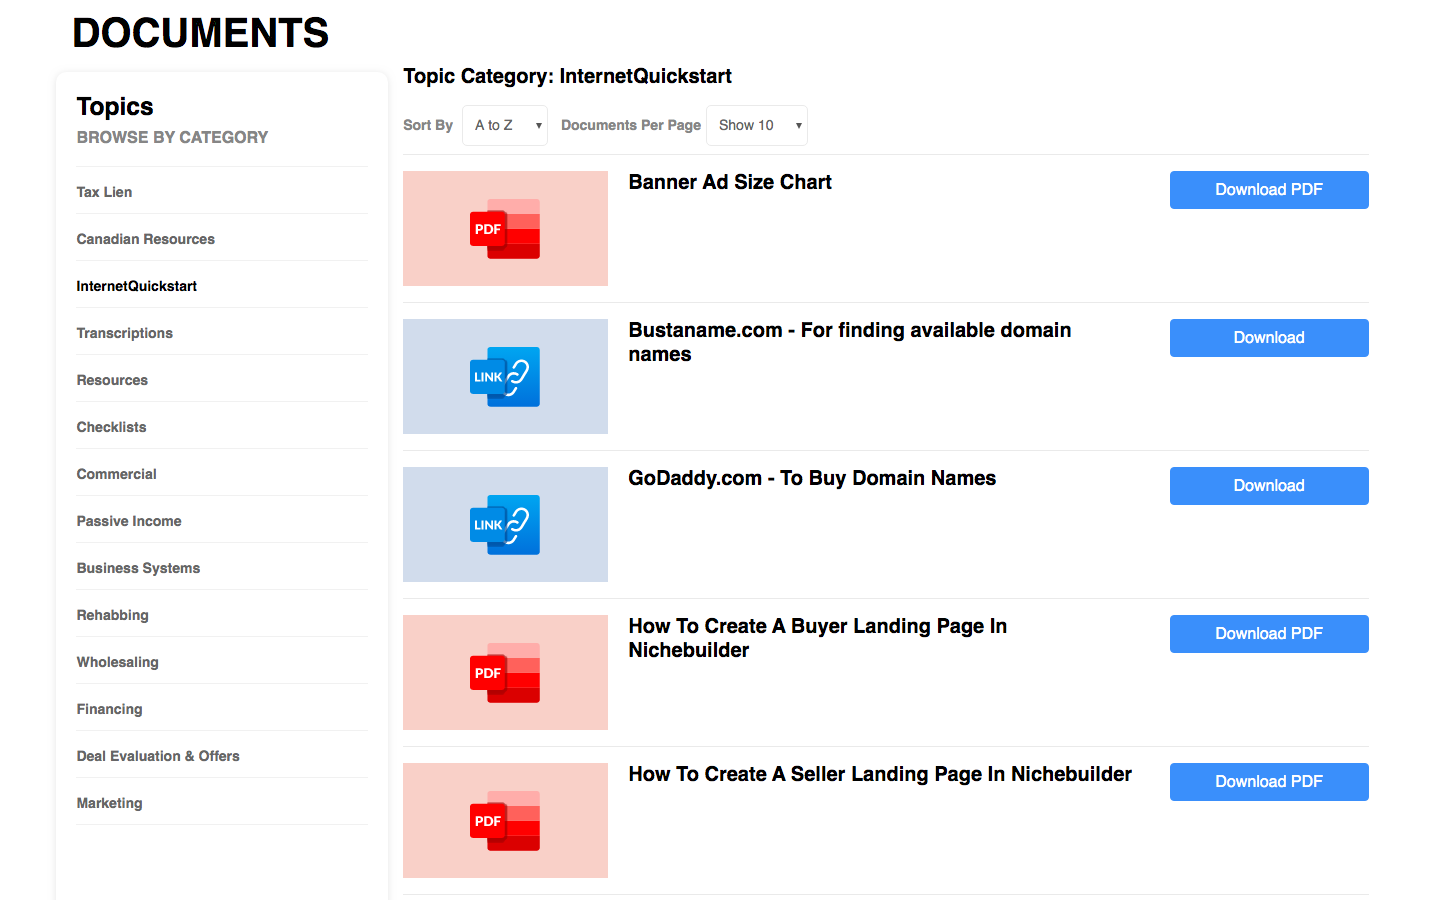 DOCUMENTS
Topics
BROWSE BY CATEGORY
Tax Lien
Canadian Resources
InternetQuickstart
Transcriptions
Resources
Checklists
Commercial
Passive Income
Business Systems
Rehabbing
Wholesaling
Financing
Deal Evaluation & Offers
Marketing
Topic Category: InternetQuickstart
Sort By A to Z Documents Per Page Show 10
PDF
Banner Ad Size Chart
Download PDF
LINK
Bustaname.com - For finding available domain
names
Download
LINK
GoDaddy.com - To Buy Domain Names
Download
PDF
How To Create A Buyer Landing Page In
Nichebuilder
Download PDF
PDF
How To Create A Seller Landing Page In Nichebuilder
Download PDF